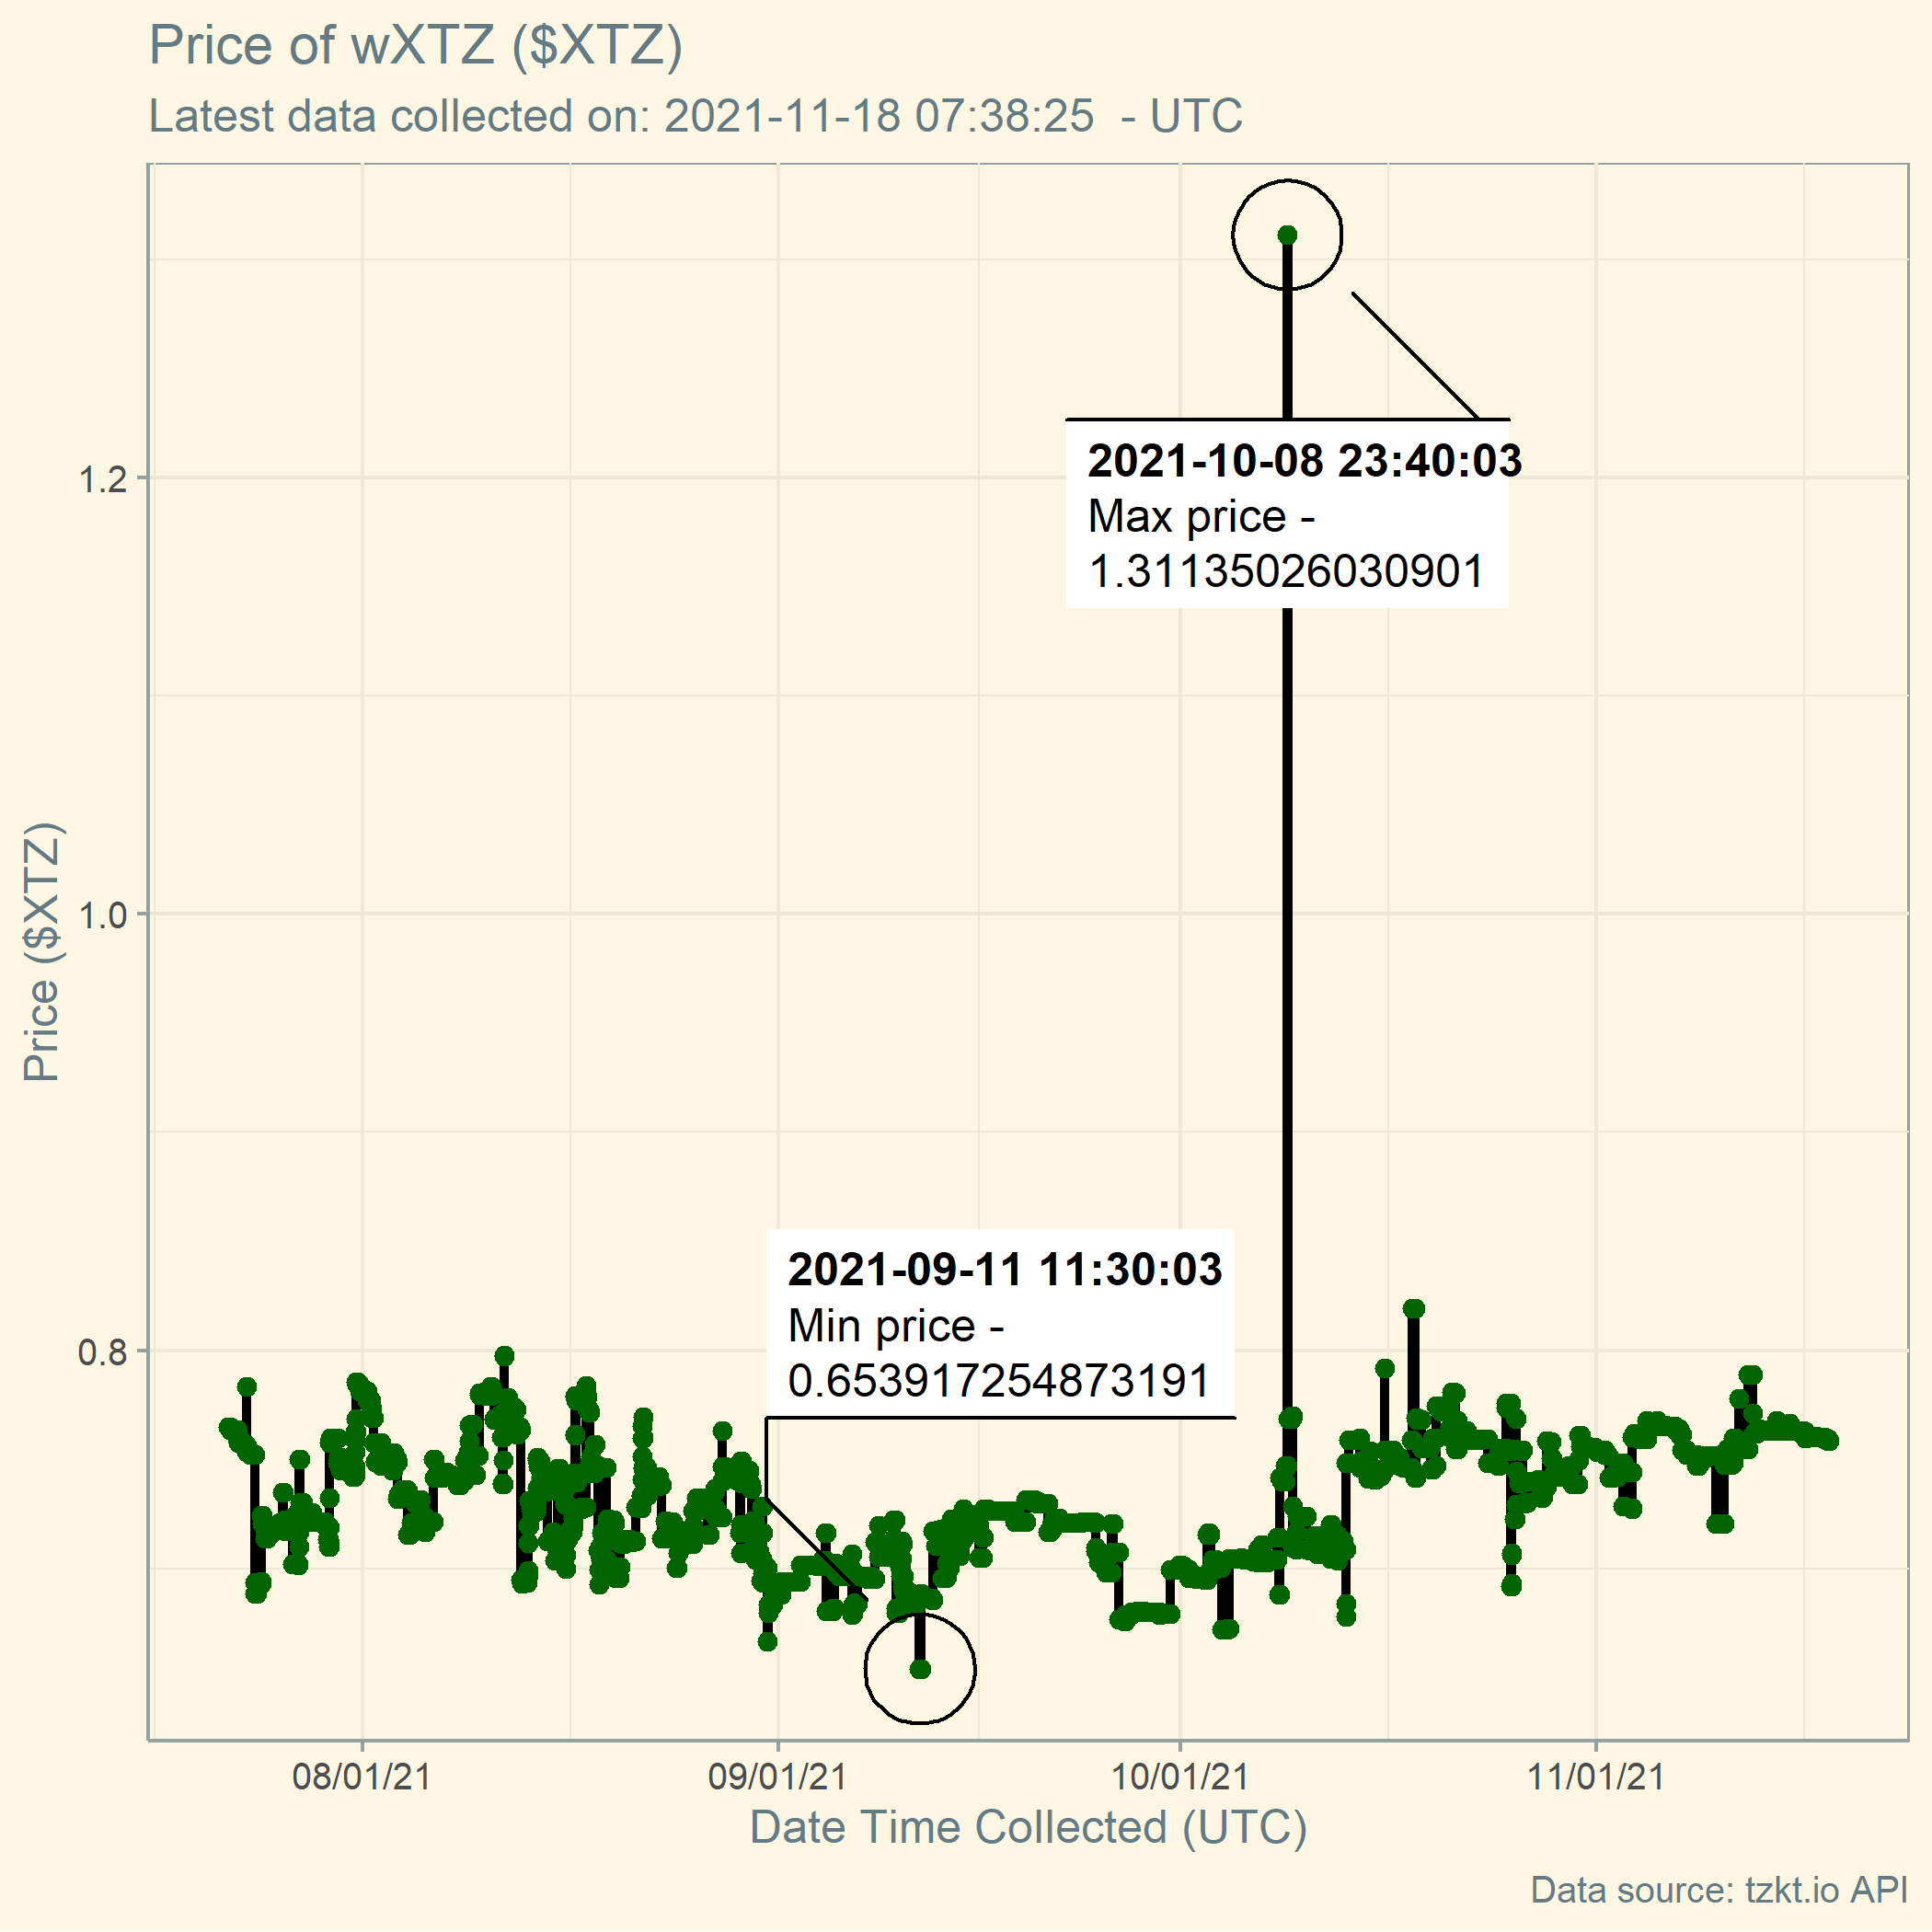 Price of wXTZ ($XTZ)
Latest data collected on: 2021-11-18 07:38:25  - UTC
2021-10-08 23:40:03
Max price -
1.31135026030901
1.2
1.0
Price ($XTZ)
2021-09-11 11:30:03
Min price -
0.653917254873191
0.8
08/01/21
09/01/21
10/01/21
11/01/21
Date Time Collected (UTC)
Data source: tzkt.io API